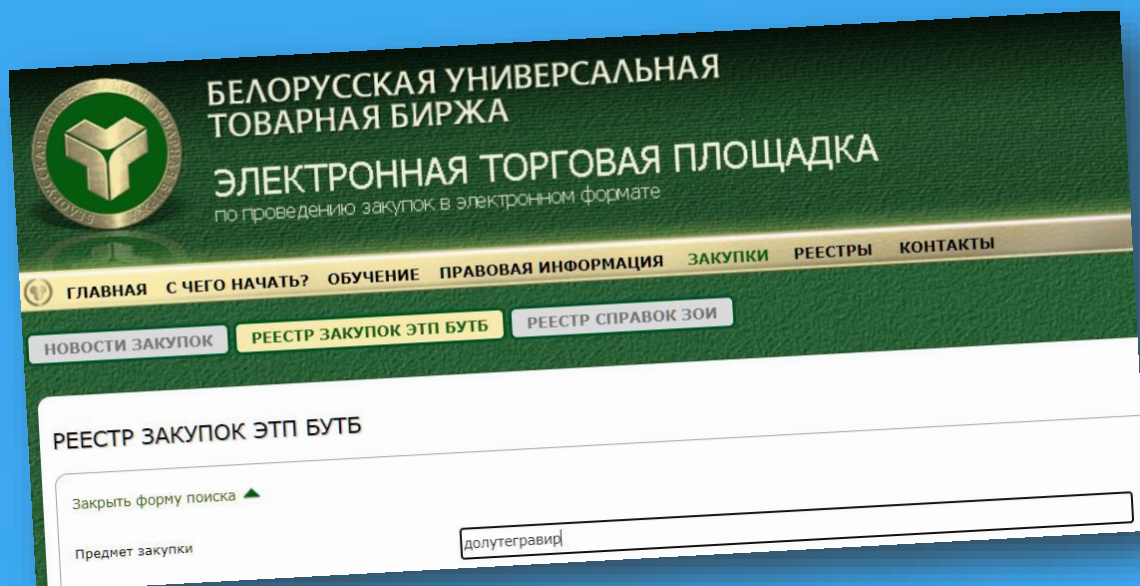 БЕЛОРУССКАЯ УНИВЕРСАЛЬНАЯ
ТОВАРНАЯ БИРЖА
ЭЛЕКТРОННАЯ ТОРГОВАЯ ПЛОЩАДКА
по проведению закупок в электронном формате
ГЛАВНАЯ С ЧЕГО НАЧАТЬ? ОБУЧЕНИЕ ПРАВОВАЯ ИНФОРМАЦИЯ ЗАКУПКИ РЕЕСТРЫ КОНТАКТЫ
НОВОСТИ ЗАКУПОК РЕЕСТР ЗАКУПОК ЭТП БУТБ РЕЕСТР СПРАВОК ЗОИ
РЕЕСТР ЗАКУПОК ЭТП БУТБ
Закрыть форму поиска
Предмет закупки долутегравир